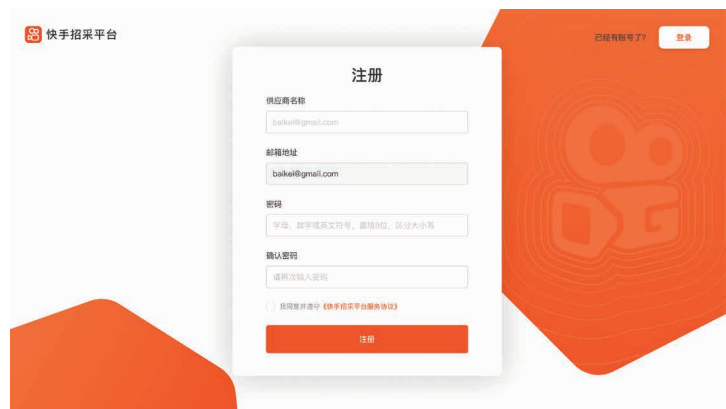 快手招采平台
已经有账号了?
登录
注册
供应商名称
baikei@gmail.com
邮箱地址
baikei@gmail.com
密码
字母、数字或英文符号，最短8位，区分大小写
确认密码
请再次输入密码
我同意并遵守《快手招采平台服务协议》
注册